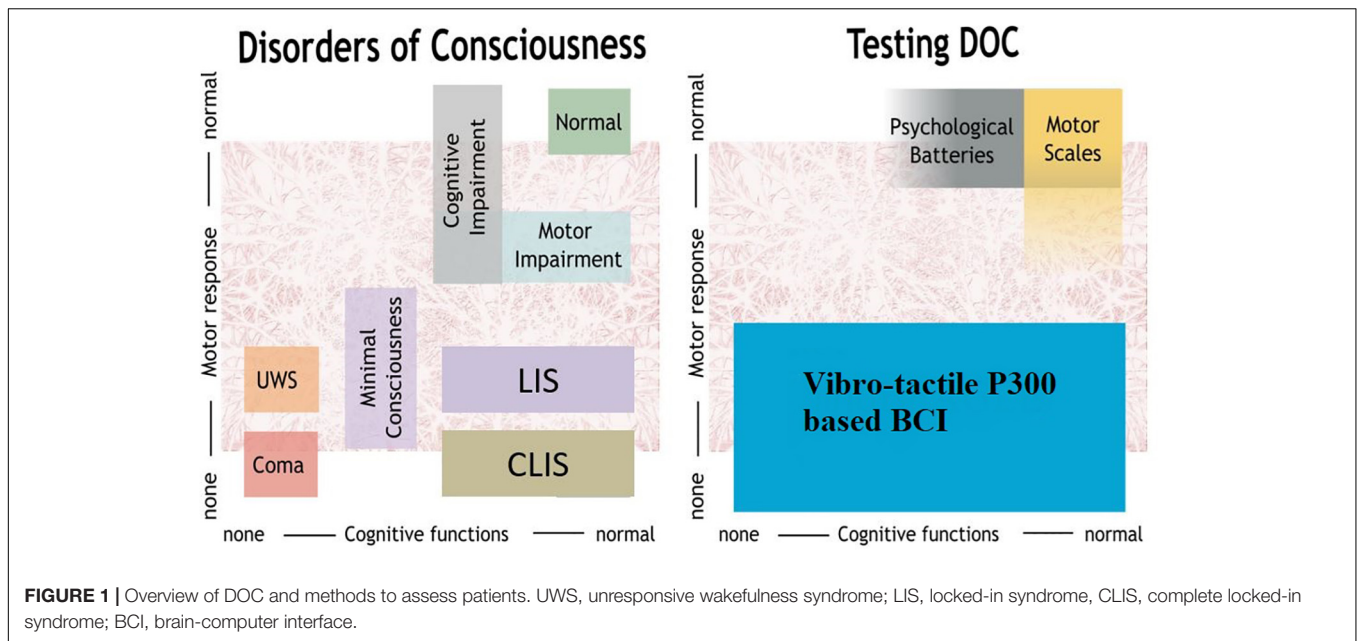 Disorders of Consciousness
normal
Motor response
none
Cognitive
Impairment
Normal
Motor
Impairment
Minimal
Consciousness
UWS
LIS
Coma
CLIS
none
Cognitive functions
normal
Testing DOC
normal
Motor response
none
Psychological
Batteries
Motor
Scales
Vibro-tactile P300
based BCI
none
Cognitive functions
normal
FIGURE 1 | Overview of DOC and methods to assess patients. UWS, unresponsive wakefulness syndrome; LIS, locked-in syndrome, CLIS, complete locked-in
syndrome; BCI, brain-computer interface.